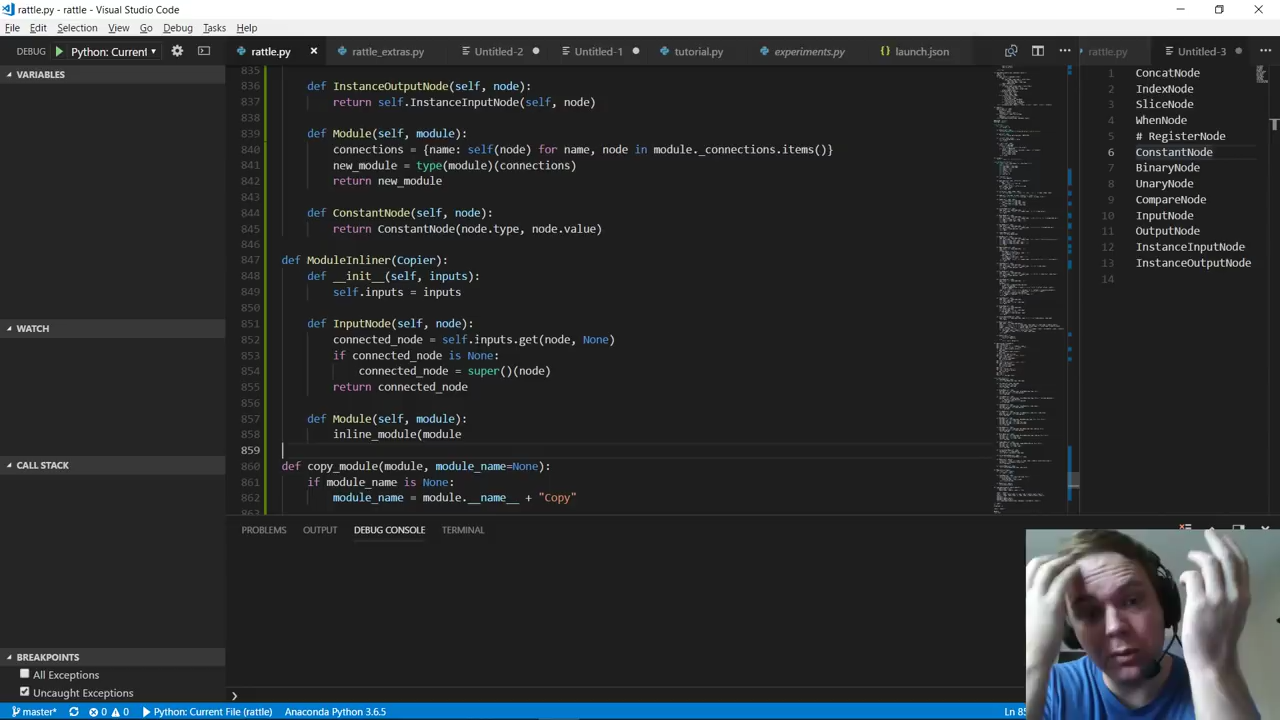 rattle.py - rattle - Visual Studio Code
File Edit Selection View Go Debug Tasks Help
DEBUG Python: Current
rattle.py rattle_extras.py Untitled-2 Untitled-1 tutorial.py experiments.py launch.json rattle.py Untitled-3
VARIABLES
WATCH
CALL STACK
BREAKPOINTS
All Exceptions
Uncaught Exceptions
835
836 def InstanceOutputNode(self, node):
837 return self.InstanceInputNode(self, node)
838
839 def Module(self, module):
840 connections = {name: self(node) for name, node in module._connections.items()}
841 new_module = type(module)(connections)
842 return new_module
843
844 def ConstantNode(self, node):
845 return ConstantNode(node.type, node.value)
846
847 def ModuleInliner(Copier):
848 def __init__(self, inputs):
849 self.inputs = inputs
850
851 def InputNode(self, node):
852 connected_node = self.inputs.get(node, None)
853 if connected_node is None:
854 connected_node = super()(node)
855 return connected_node
856
857 def Module(self, module):
858 inline_module(module
859
860 def copy_module(module, module_name=None):
861 if module_name is None:
862 module_name = module.__name__ + "Copy"
863
1 ConcatNode
2 IndexNode
3 SliceNode
4 WhenNode
5 # RegisterNode
6 ConstantNode
7 BinaryNode
8 UnaryNode
9 CompareNode
10 InputNode
11 OutputNode
12 InstanceInputNode
13 InstanceOutputNode
14
PROBLEMS OUTPUT DEBUG CONSOLE TERMINAL
master* 0 0 Python: Current File (rattle) Anaconda Python 3.6.5